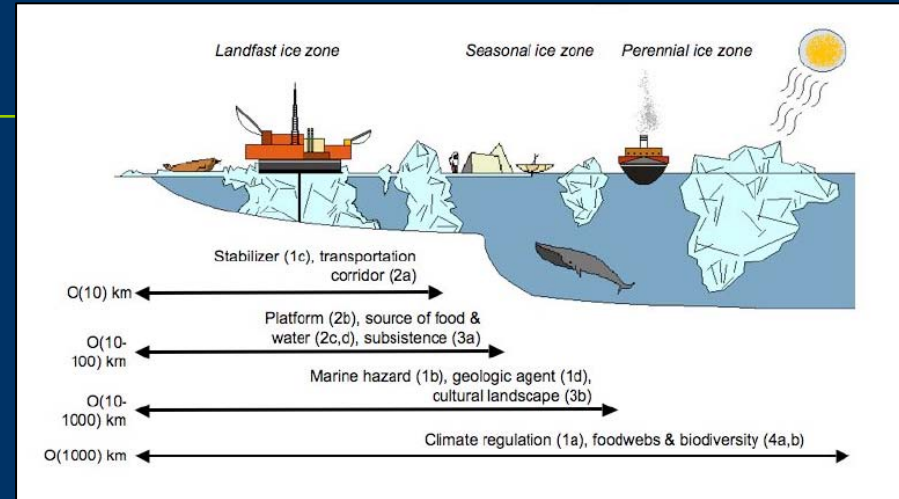 Landfast ice zone
Seasonal ice zone
Perennial ice zone
Stabilizer (1c), transportation
corridor (2a)
O(10) km
Platform (2b), source of food &
water (2c,d), subsistence (3a)
O(10-
100) km
Marine hazard (1b), geologic agent (1d),
cultural landscape (3b)
O(10-
1000) km
Climate regulation (1a), foodwebs & biodiversity (4a,b)
O(1000) km